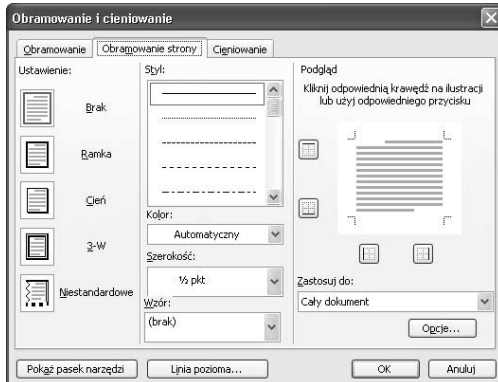 Obramowanie i cieniowanie
Obramowanie
Obramowanie strony
Cieniowanie
Ustawienie:
Brak
Ramka
Cień
3-W
Niestandardowe
Styl:
Kolor:
Automatyczny
Szerokość:
½ pkt
Wzór:
(brak)
Podgląd
Kliknij odpowiednią krawędź na ilustracji
lub użyj odpowiedniego przycisku
Zastosuj do:
Cały dokument
Opcje...
Pokaż pasek narzędzi
Linia pozioma...
OK
Anuluj